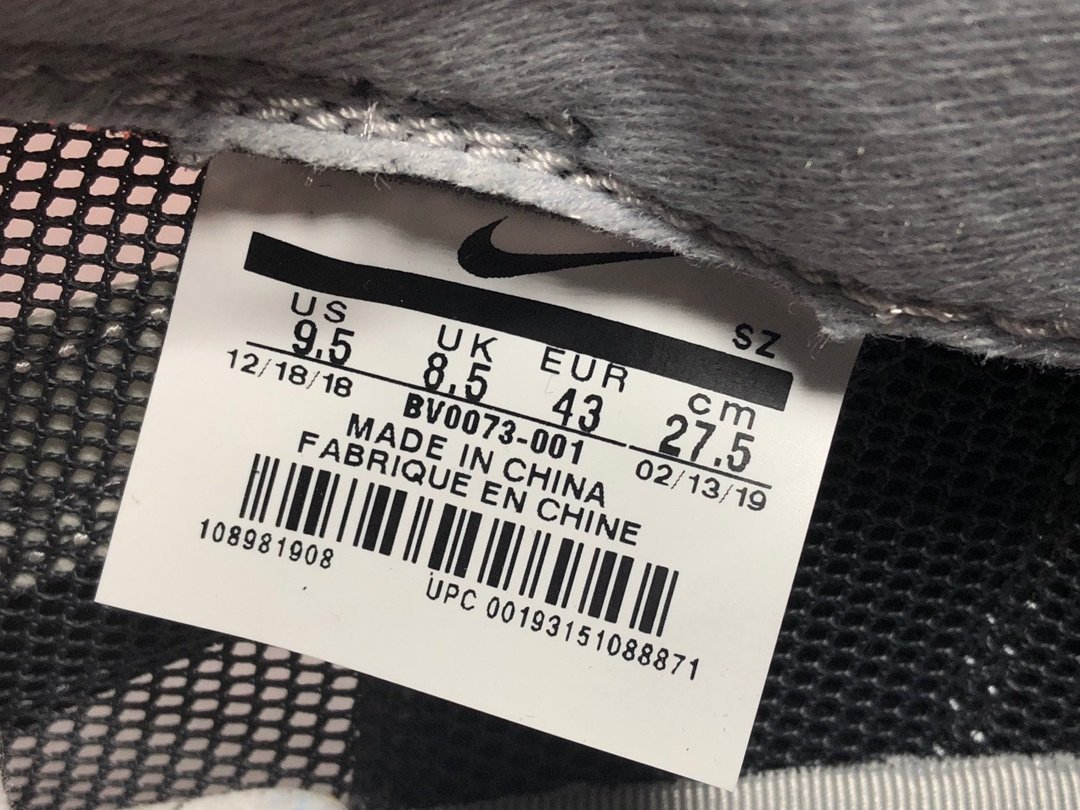 SZ
US UK EUR cm
9.5 8.5 43 27.5
12/18/18 BV0073-001 02/13/19
MADE IN CHINA
FABRIQUE EN CHINE
108981908
UPC 00193151088871